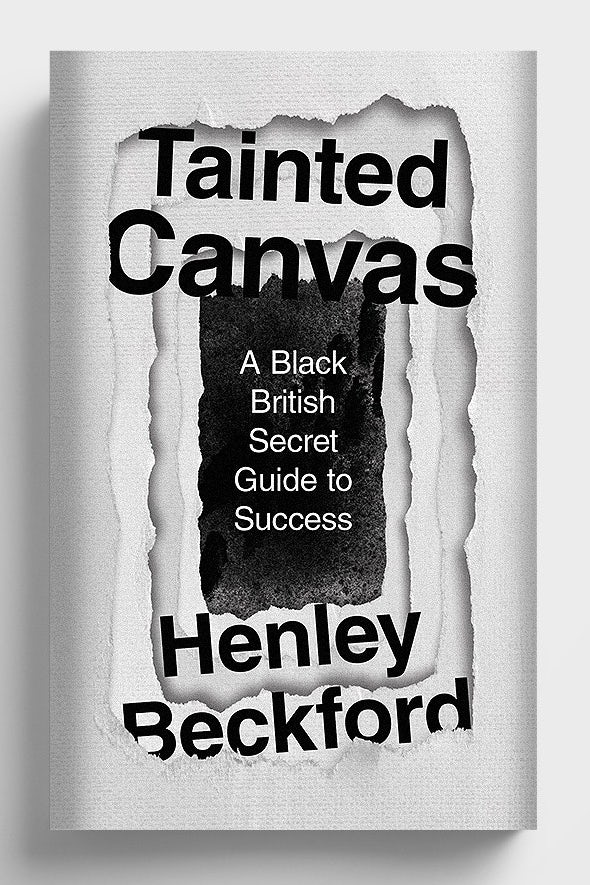 Tainted
Canvas
A Black
British
Secret
Guide to
Success
Henley
Beckford